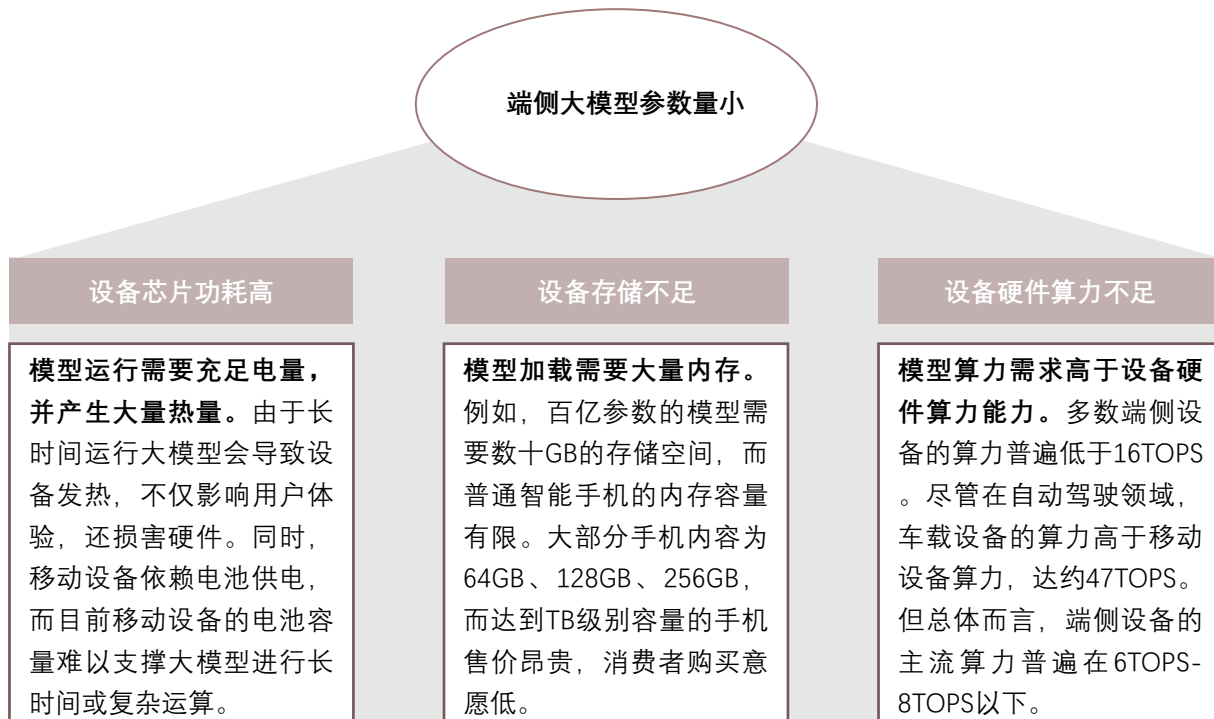 端侧大模型参数量小
设备芯片功耗高
模型运行需要充足电量，
并产生大量热量。由于长
时间运行大模型会导致设
备发热，不仅影响用户体
验，还损害硬件。同时，
移动设备依赖电池供电，
而目前移动设备的电池容
量难以支撑大模型进行长
时间或复杂运算。
设备存储不足
模型加载需要大量内存。
例如，百亿参数的模型需
要数十GB的存储空间，而
普通智能手机的内存容量
有限。大部分手机内容为
64GB、128GB、256GB，
而达到TB级别容量的手机
售价昂贵，消费者购买意
愿低。
设备硬件算力不足
模型算力需求高于设备硬
件算力能力。多数端侧设
备的算力普遍低于16TOPS
。尽管在自动驾驶领域，
车载设备的算力高于移动
设备算力，达约47TOPS。
但总体而言，端侧设备的
主流算力普遍在6TOPS-
8TOPS以下。